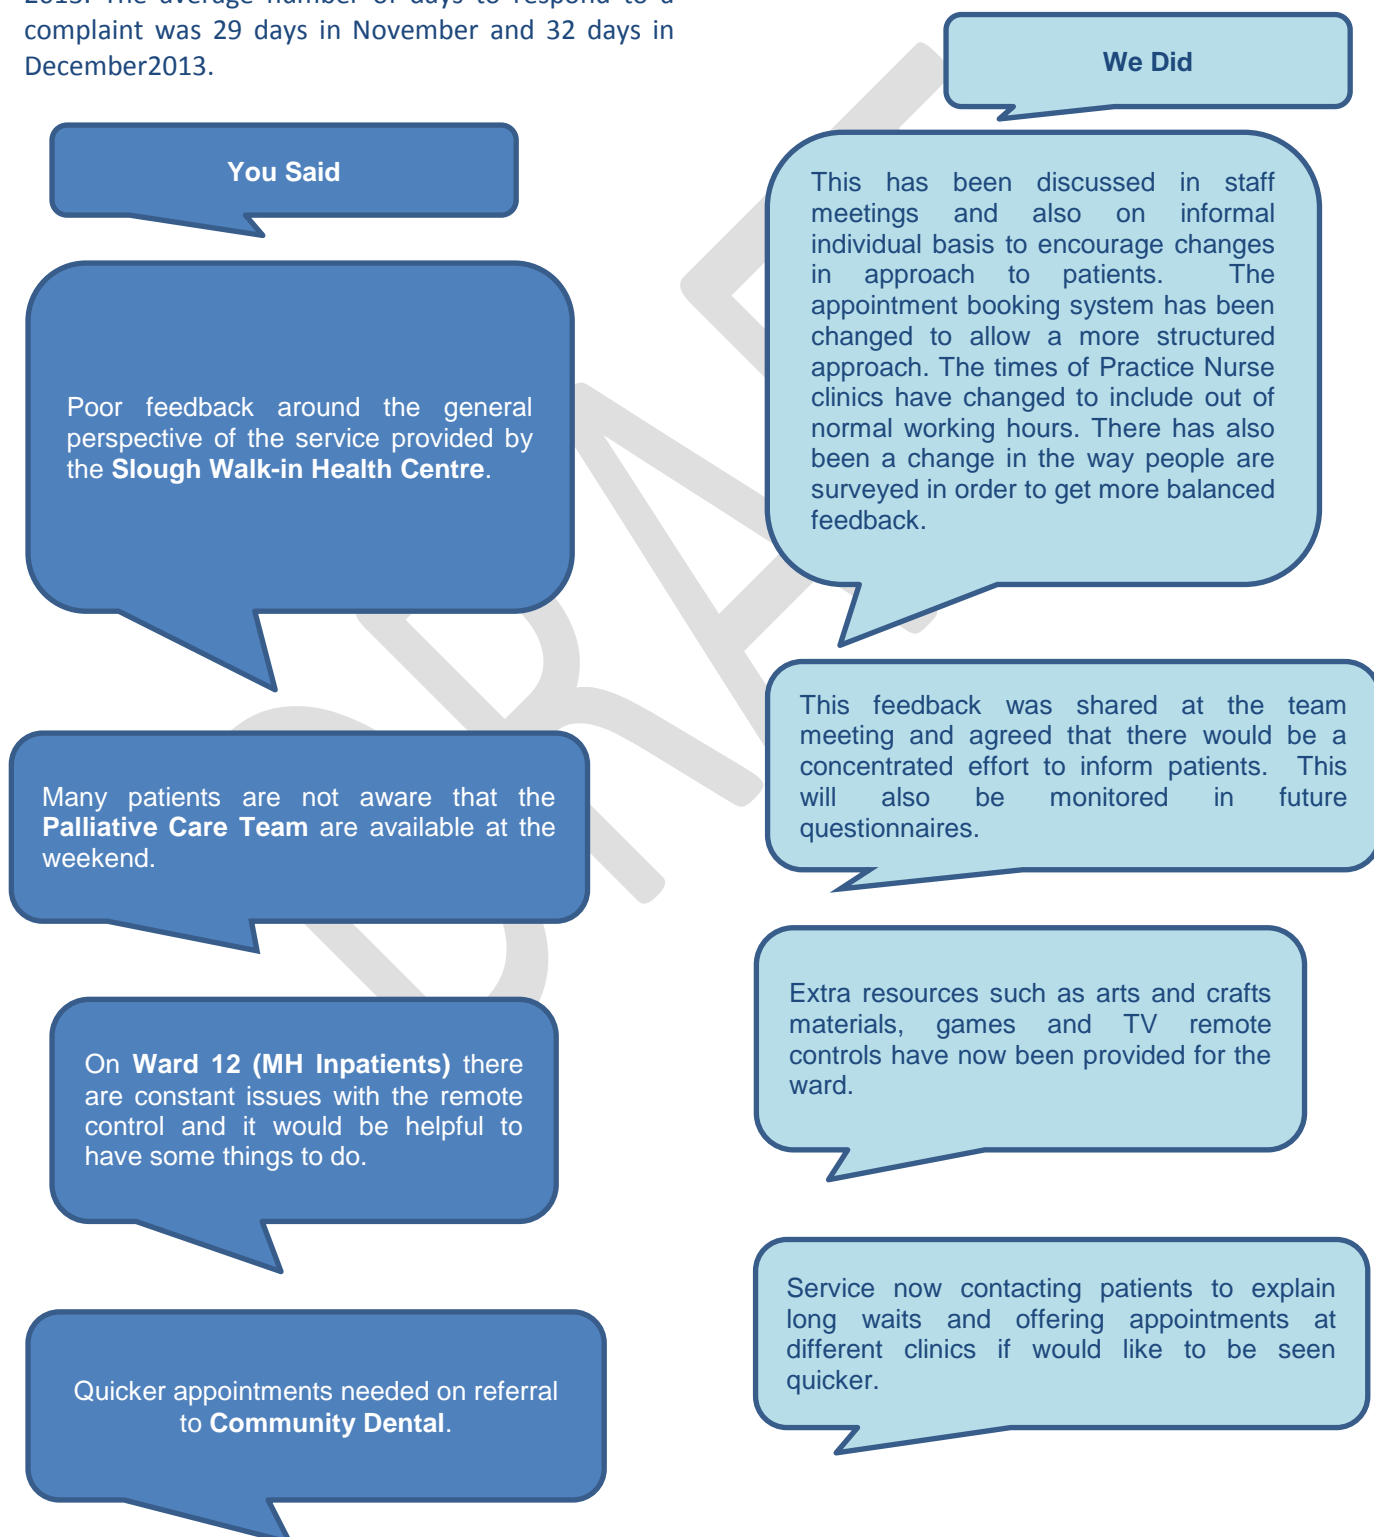 complaint was 29 days in November and 32 days in
December2013.
You Said
Poor feedback around the general
perspective of the service provided by
the Slough Walk-in Health Centre.
Many patients are not aware that the
Palliative Care Team are available at the
weekend.
On Ward 12 (MH Inpatients) there
are constant issues with the remote
control and it would be helpful to
have some things to do.
Quicker appointments needed on referral
to Community Dental.
We Did
This has been discussed in staff
meetings and also on informal
individual basis to encourage changes
in approach to patients. The
appointment booking system has been
changed to allow a more structured
approach. The times of Practice Nurse
clinics have changed to include out of
normal working hours. There has also
been a change in the way people are
surveyed in order to get more balanced
feedback.
This feedback was shared at the team
meeting and agreed that there would be a
concentrated effort to inform patients. This
will also be monitored in future
questionnaires.
Extra resources such as arts and crafts
materials, games and TV remote
controls have now been provided for the
ward.
Service now contacting patients to explain
long waits and offering appointments at
different clinics if would like to be seen
quicker.
DRAF